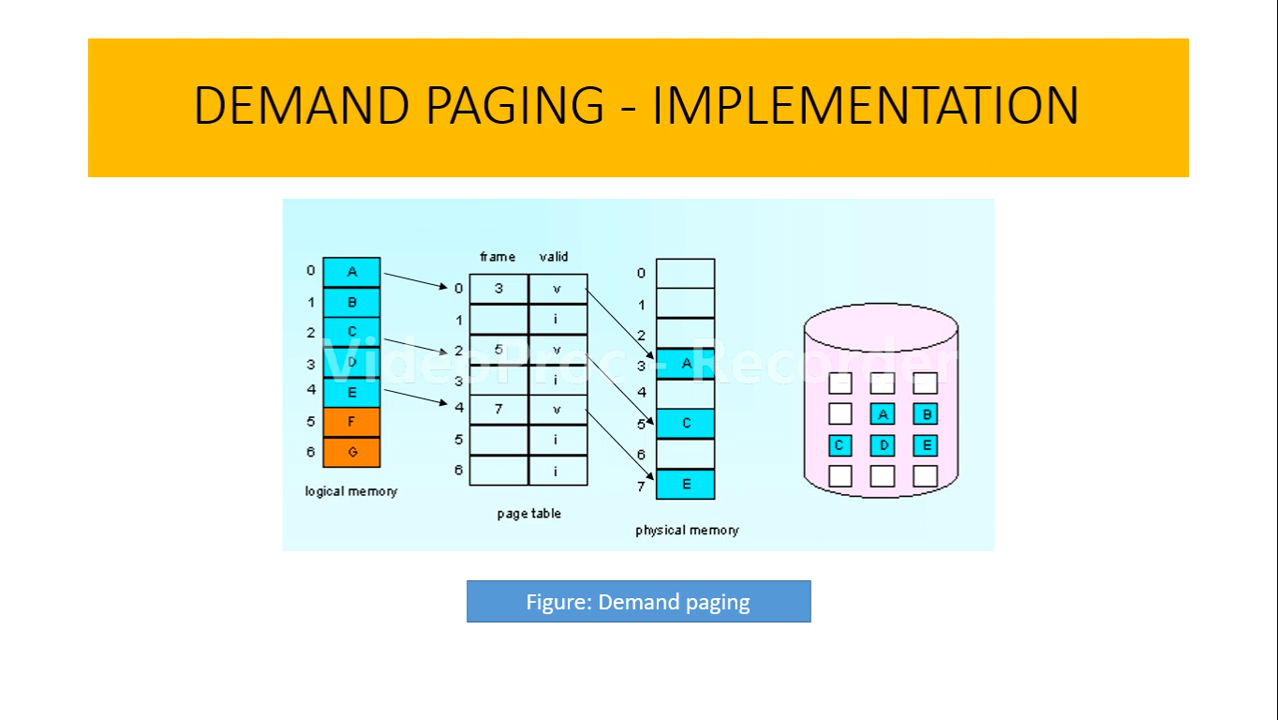 DEMAND PAGING - IMPLEMENTATION
frame valid
0 A
1 B
2 C
3 D
4 E
5 F
6 G
logical memory
0 3 v
1 i
2 5 v
3 i
4 7 v
5 i
6 i
page table
0
1
2
3 A
4
5 C
6
7 E
physical memory
A B
C D E
VideoProc - Recorder
Figure: Demand paging